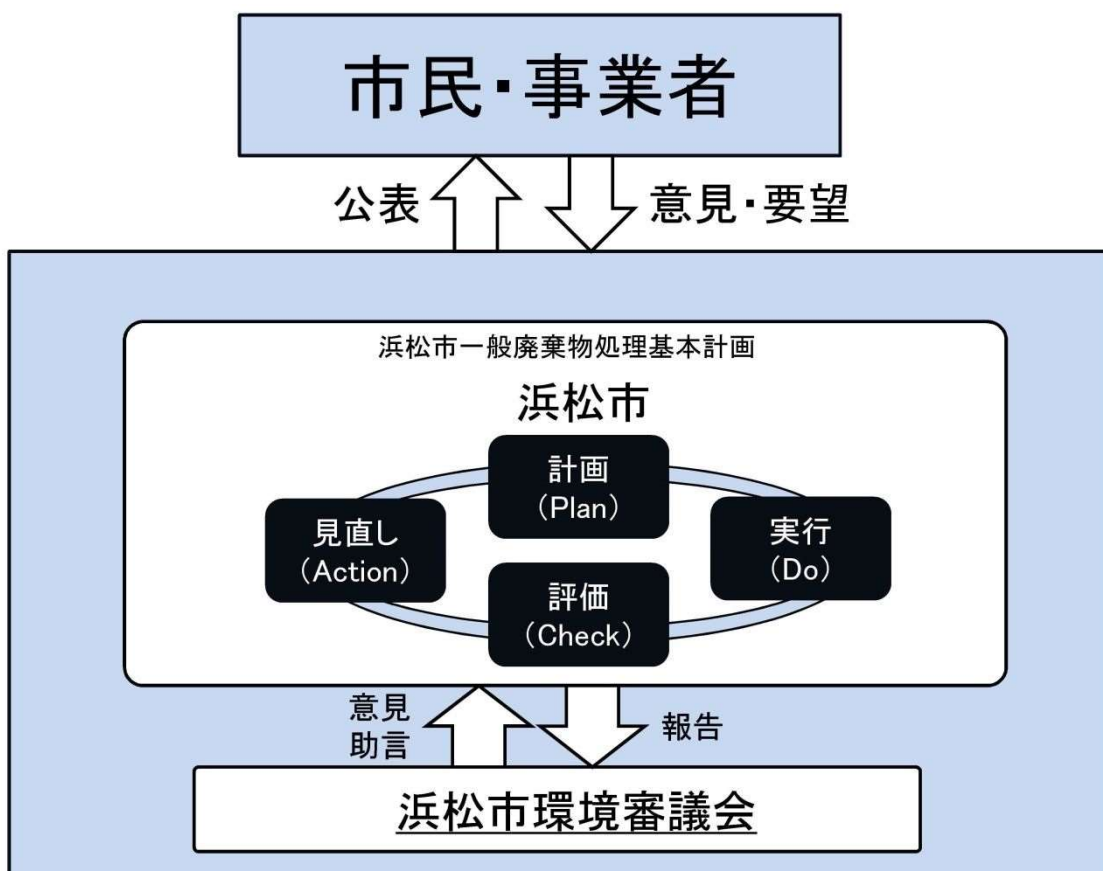 市民・事業者
公表
意見・要望
浜松市一般廃棄物処理基本計画
浜松市
計画
(Plan)
見直し
(Action)
実行
(Do)
評価
(Check)
意見
助言
報告
浜松市環境審議会